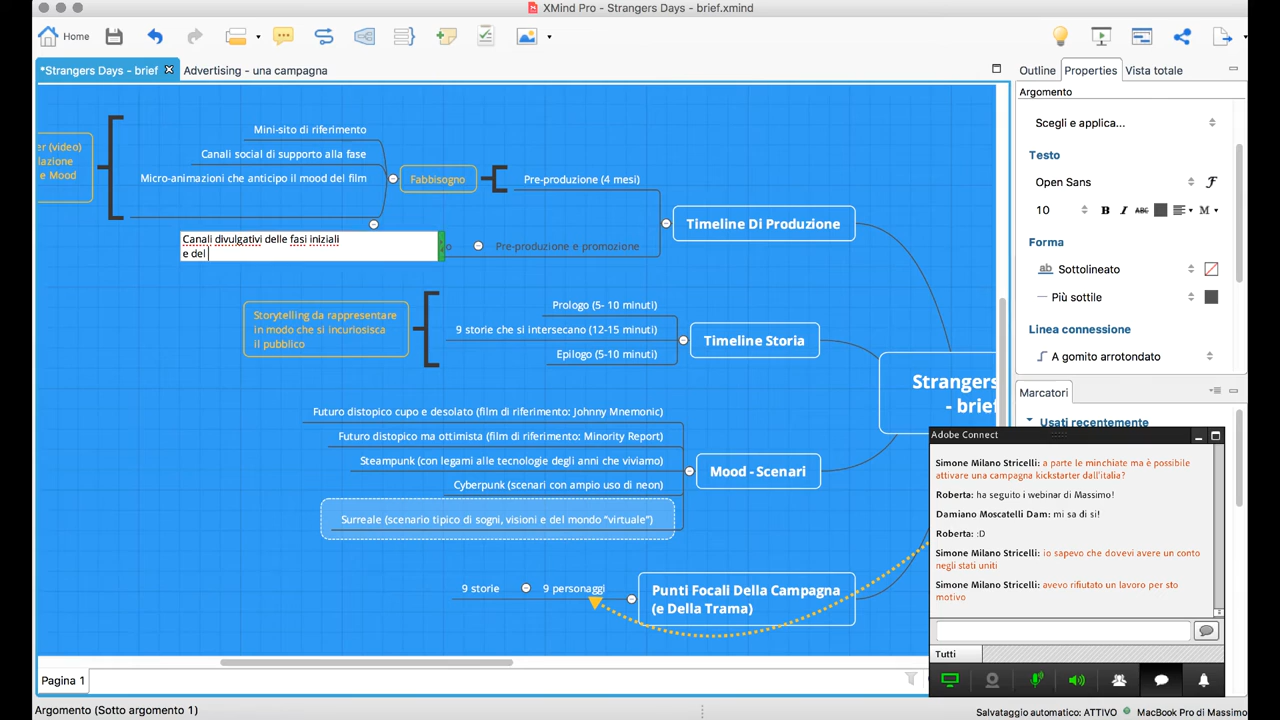 XMind Pro - Strangers Days - brief.xmind
Home
*Strangers Days - brief
Advertising - una campagna
er (video)
lazione
e Mood
Mini-sito di riferimento
Canali social di supporto alla fase
Micro-animazioni che anticipo il mood del film
Fabbisogno
Pre-produzione (4 mesi)
Timeline Di Produzione
Canali divulgativi delle fasi iniziali
e del
o
Pre-produzione e promozione
Storytelling da rappresentare
in modo che si incuriosisca
il pubblico
Prologo (5- 10 minuti)
9 storie che si intersecano (12-15 minuti)
Epilogo (5-10 minuti)
Timeline Storia
Strangers
- brief
Futuro distopico cupo e desolato (film di riferimento: Johnny Mnemonic)
Futuro distopico ma ottimista (film di riferimento: Minority Report)
Steampunk (con legami alle tecnologie degli anni che viviamo)
Cyberpunk (scenari con ampio uso di neon)
Surreale (scenario tipico di sogni, visioni e del mondo “virtuale”)
Mood - Scenari
9 storie
9 personaggi
Punti Focali Della Campagna
(e Della Trama)
Pagina 1
Argomento (Sotto argomento 1)
Outline
Properties
Vista totale
Argomento
Scegli e applica...
Testo
Open Sans
10
B
I
ABC
M
Forma
ab Sottolineato
Più sottile
Linea connessione
A gomito arrotondato
Marcatori
Usati recentemente
Adobe Connect
Simone Milano Stricelli: a parte le minchiate ma è possibile
attivare una campagna kickstarter dall'italia?
Roberta: ha seguito i webinar di Massimo!
Damiano Moscatelli Dam: mi sa di si!
Roberta: :D
Simone Milano Stricelli: io sapevo che dovevi avere un conto
negli stati uniti
Simone Milano Stricelli: avevo rifiutato un lavoro per sto
motivo
Tutti
Salvataggio automatico: ATTIVO
MacBook Pro di Massimo